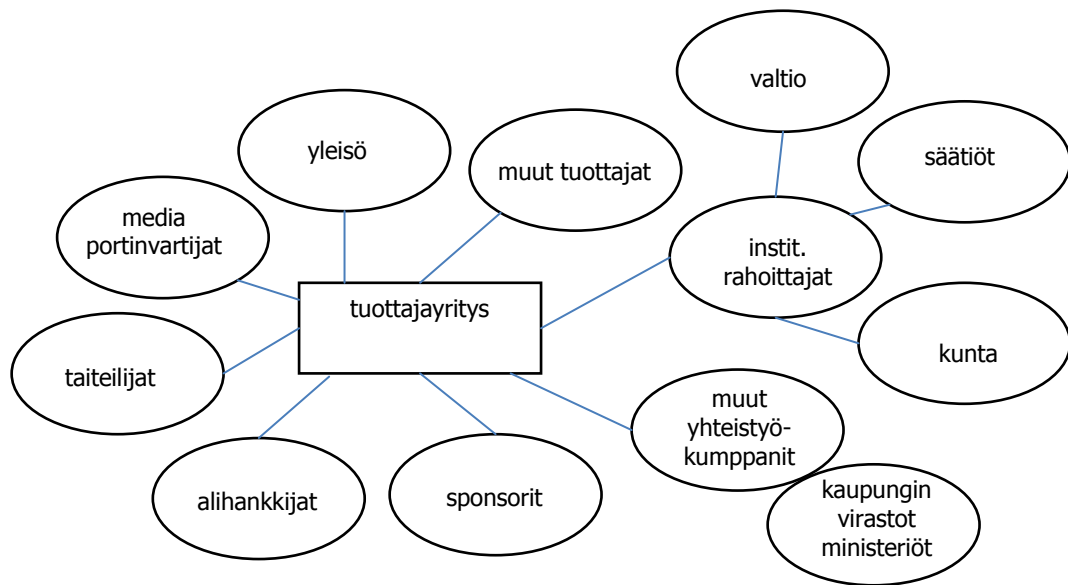 valtio
yleisö
säätiöt
muut tuottajat
media
portinvartijat
instit.
rahoittajat
tuottajayritys
kunta
taiteilijat
muut
yhteistyö-
kumppanit
alihankkijat
sponsorit
kaupungin
virastot
ministeriöt